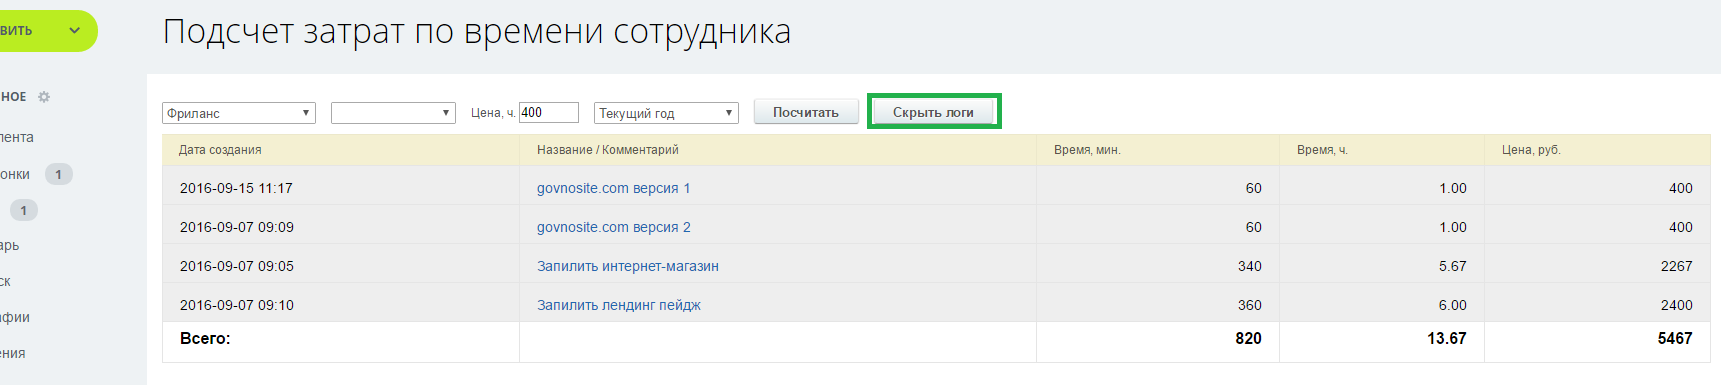 Подсчет затрат по времени сотрудника
ВИТЬ
НОЕ
лента
онки 1
1
арь
ск
афии
ения
Фриланс Цена, ч. 400 Текущий год Посчитать Скрыть логи
Дата создания Название / Комментарий Время, мин. Время, ч. Цена, руб.
2016-09-15 11:17 govnosite.com версия 1 60 1.00 400
2016-09-07 09:09 govnosite.com версия 2 60 1.00 400
2016-09-07 09:05 Запилить интернет-магазин 340 5.67 2267
2016-09-07 09:10 Запилить лендинг пейдж 360 6.00 2400
Всего: 820 13.67 5467